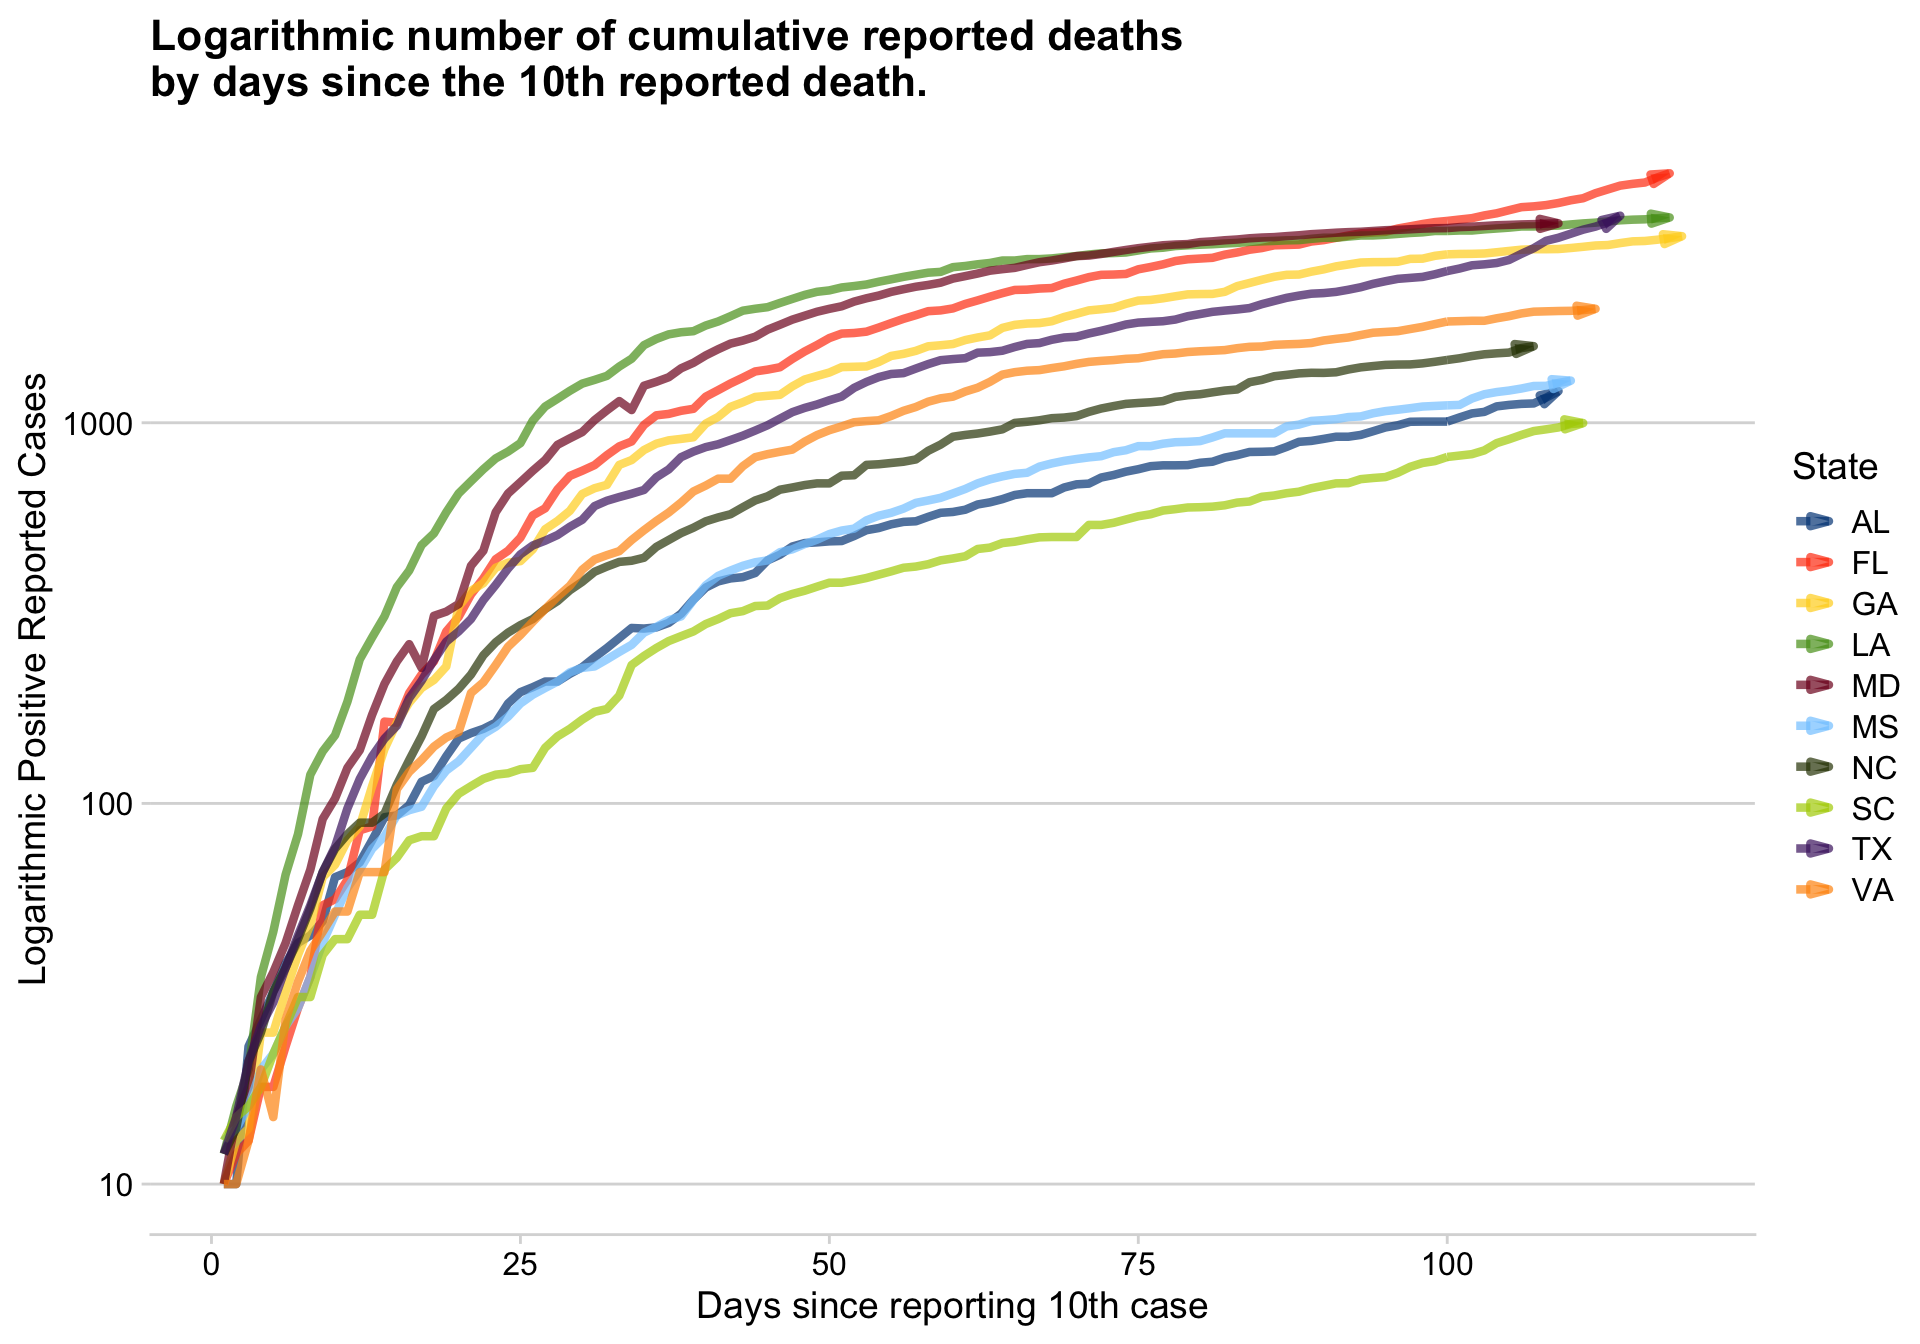 Logarithmic number of cumulative reported deaths
by days since the 10th reported death.
Logarithmic Positive Reported Cases
1000
100
10
0
25
50
75
100
Days since reporting 10th case
State
AL
FL
GA
LA
MD
MS
NC
SC
TX
VA